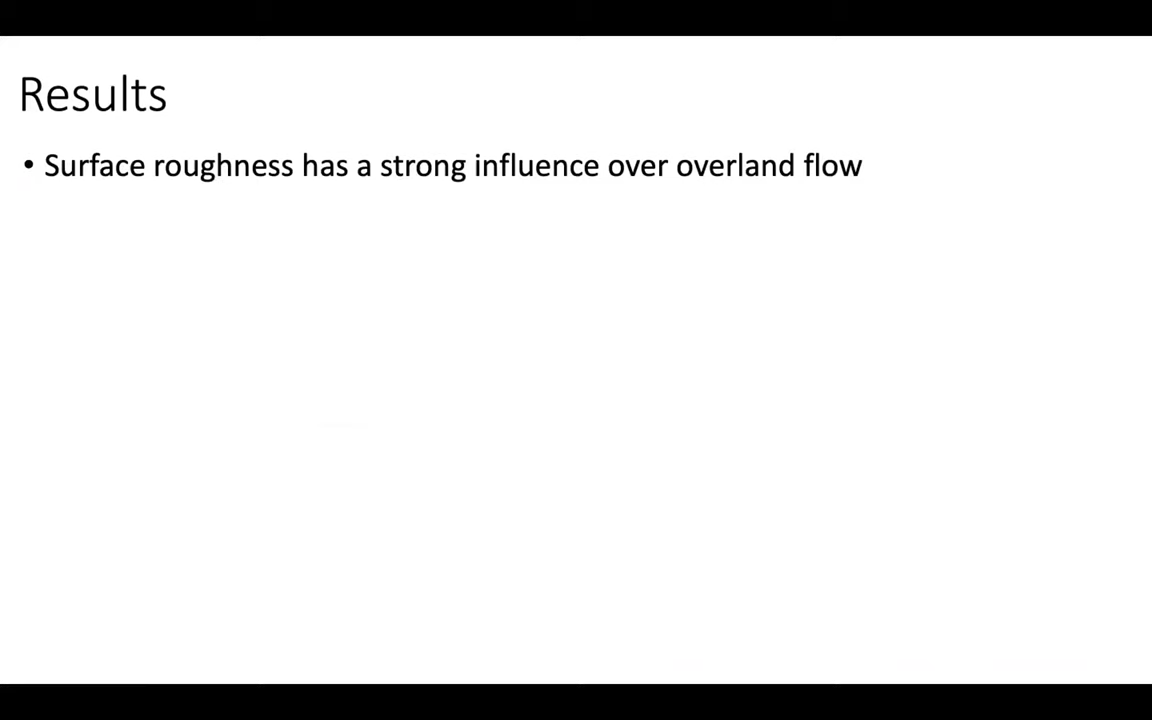 Results
• Surface roughness has a strong influence over overland flow